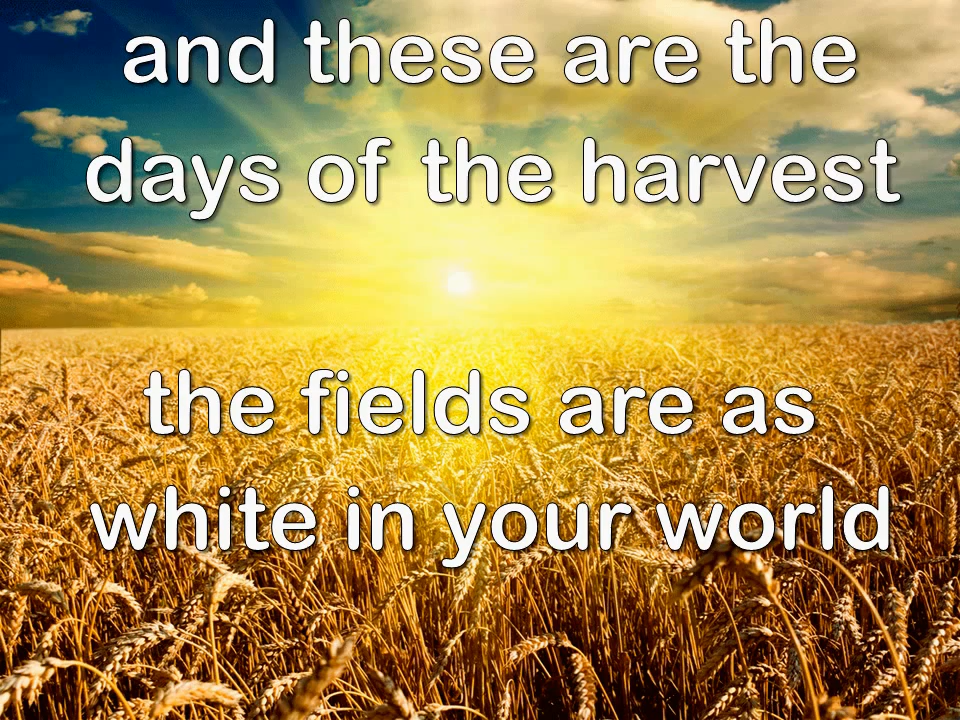 and these are the
days of the harvest
the fields are as
white in your world